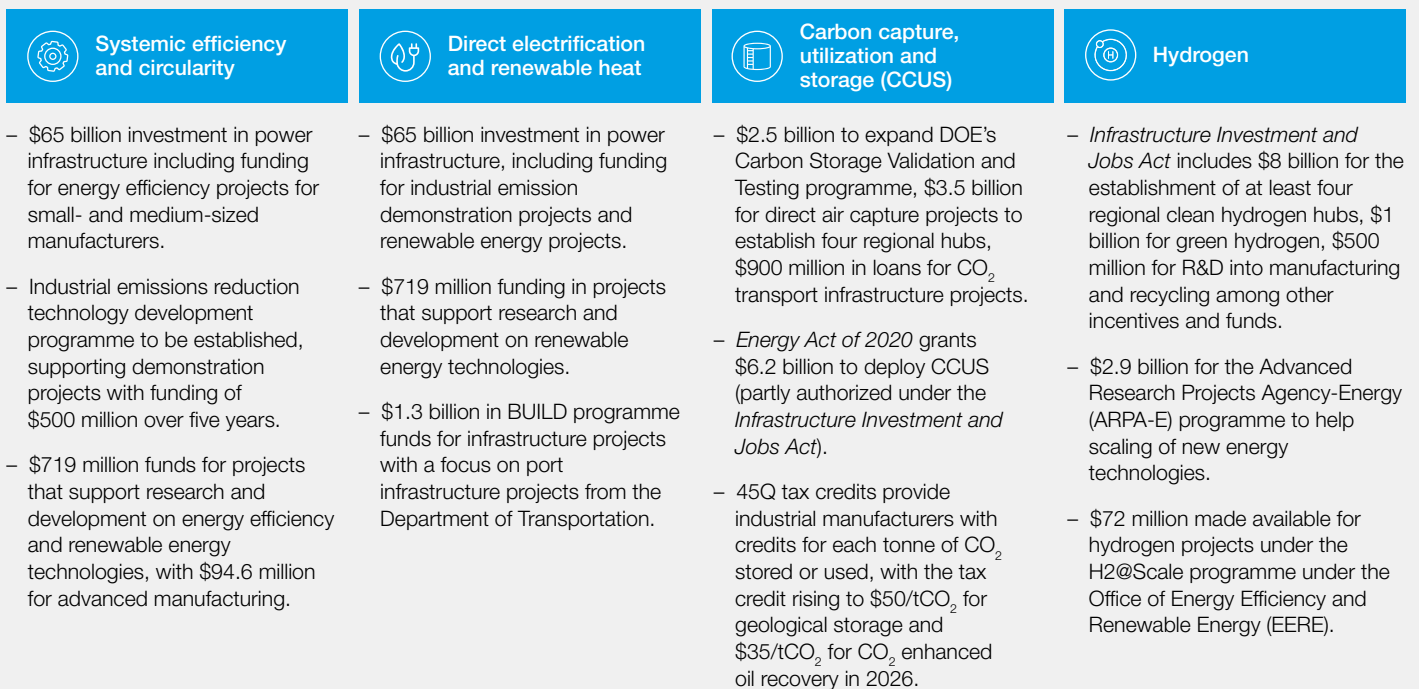 Systemic efficiency
and circularity
– $65 billion investment in power
infrastructure including funding
for energy efficiency projects for
small- and medium-sized
manufacturers.
– Industrial emissions reduction
technology development
programme to be established,
supporting demonstration
projects with funding of
$500 million over five years.
– $719 million funds for projects
that support research and
development on energy efficiency
and renewable energy
technologies, with $94.6 million
for advanced manufacturing.
Direct electrification
and renewable heat
– $65 billion investment in power
infrastructure, including funding
for industrial emission
demonstration projects and
renewable energy projects.
– $719 million funding in projects
that support research and
development on renewable
energy technologies.
– $1.3 billion in BUILD programme
funds for infrastructure projects
with a focus on port
infrastructure projects from the
Department of Transportation.
Carbon capture,
utilization and
storage (CCUS)
– $2.5 billion to expand DOE’s
Carbon Storage Validation and
Testing programme, $3.5 billion
for direct air capture projects to
establish four regional hubs,
$900 million in loans for CO₂
transport infrastructure projects.
– Energy Act of 2020 grants
$6.2 billion to deploy CCUS
(partly authorized under the
Infrastructure Investment and
Jobs Act).
– 45Q tax credits provide
industrial manufacturers with
credits for each tonne of CO₂
stored or used, with the tax
credit rising to $50/tCO₂ for
geological storage and
$35/tCO₂ for CO₂ enhanced
oil recovery in 2026.
H
Hydrogen
– Infrastructure Investment and
Jobs Act includes $8 billion for the
establishment of at least four
regional clean hydrogen hubs, $1
billion for green hydrogen, $500
million for R&D into manufacturing
and recycling among other
incentives and funds.
– $2.9 billion for the Advanced
Research Projects Agency-Energy
(ARPA-E) programme to help
scaling of new energy
technologies.
– $72 million made available for
hydrogen projects under the
H2@Scale programme under the
Office of Energy Efficiency and
Renewable Energy (EERE).